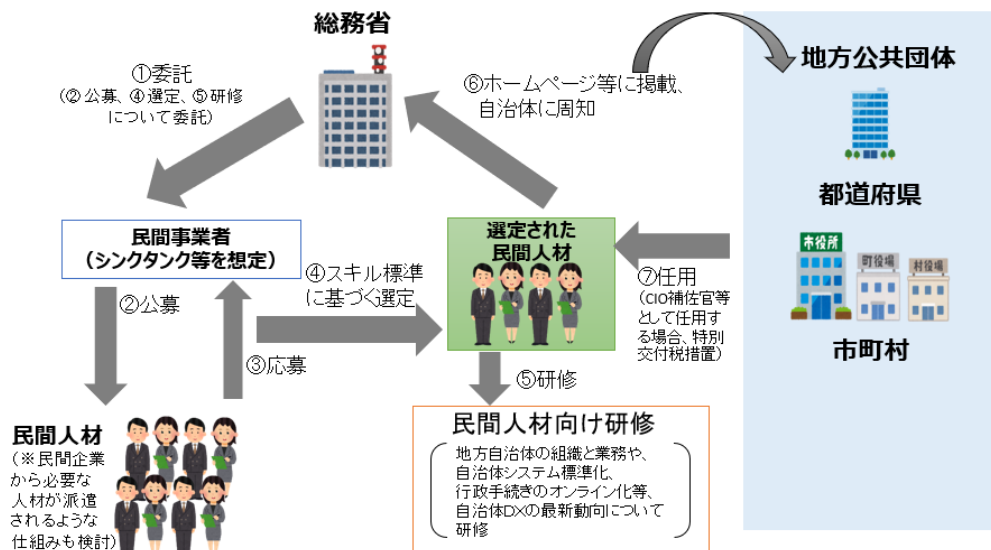 総務省
①委託
(②公募、④選定、⑤研修
について委託)
⑥ホームページ等に掲載、
自治体に周知
地方公共団体
都道府県
市役所
町役場
村役場
市町村
民間事業者
(シンクタンク等を想定)
選定された
民間人材
④スキル標準
に基づく選定
②公募
③応募
⑦任用
(CIO補佐官等
として任用す
る場合、特別
交付税措置)
⑤研修
民間人材
(※民間企業
から必要な
人材が派遣
されるような
仕組みも検討)
民間人材向け研修
地方自治体の組織と業務や、
自治体システム標準化、
行政手続きのオンライン化等、
自治体DXの最新動向について
研修